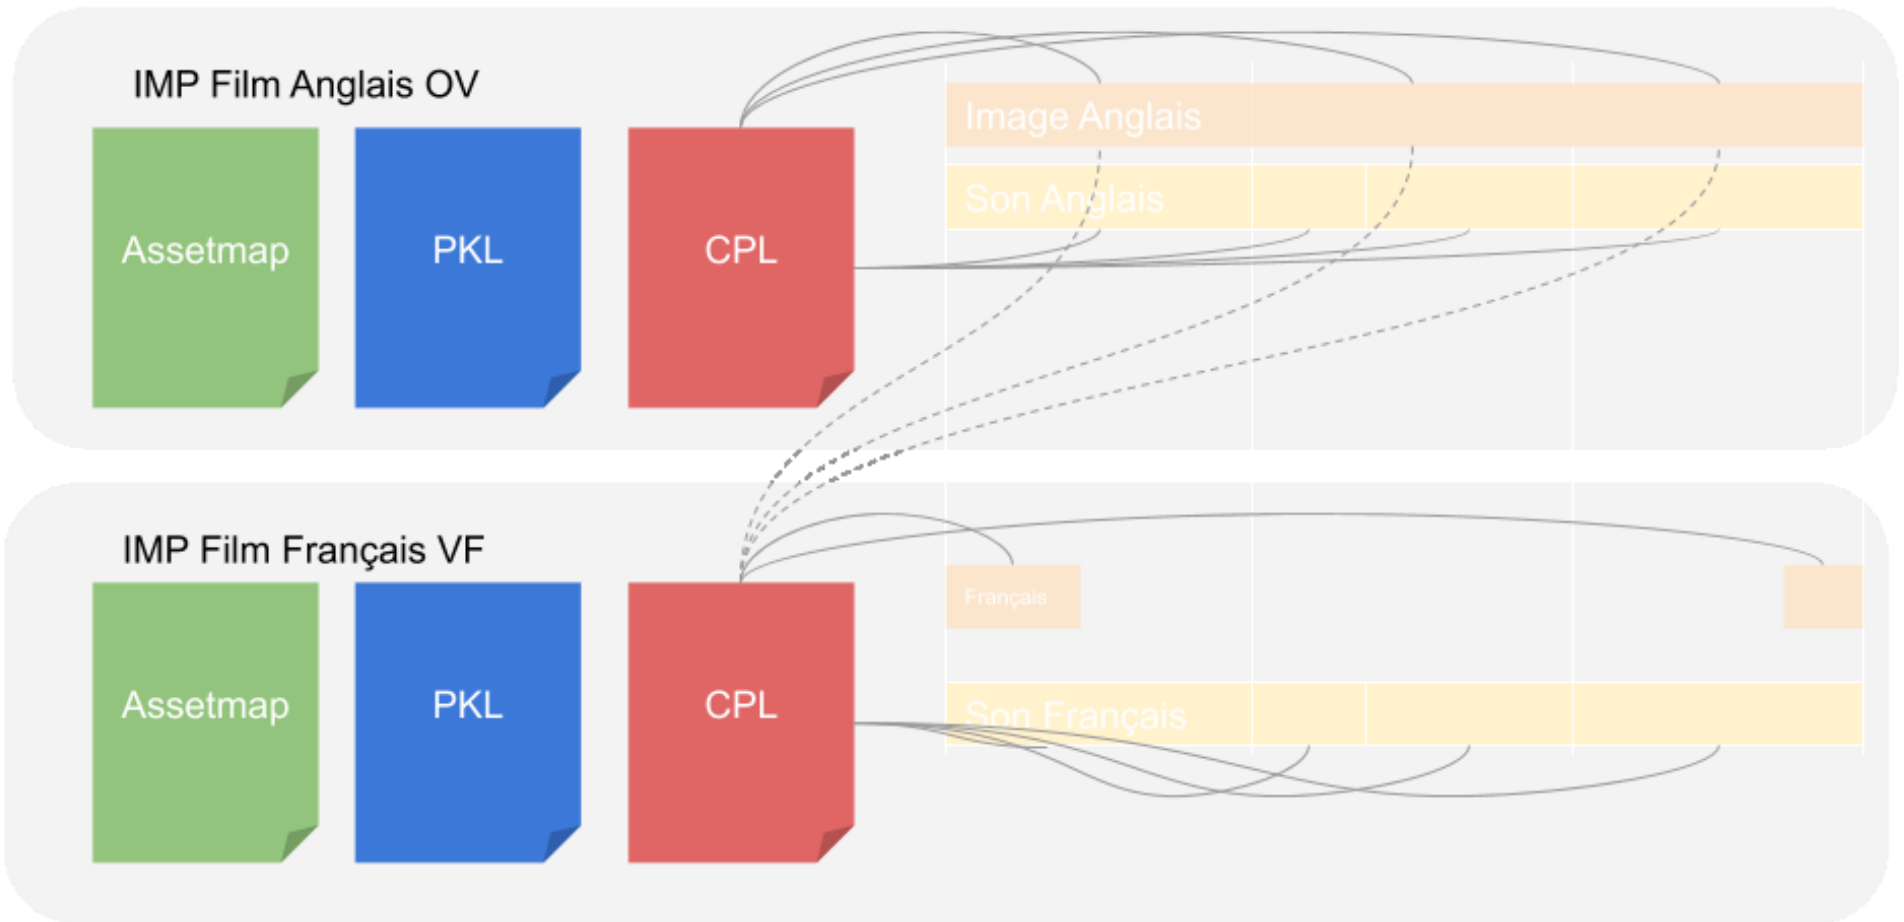 IMP Film Anglais OV
Assetmap
PKL
CPL
Image Anglais
Son Anglais
IMP Film Français VF
Assetmap
PKL
CPL
Français
Son Français